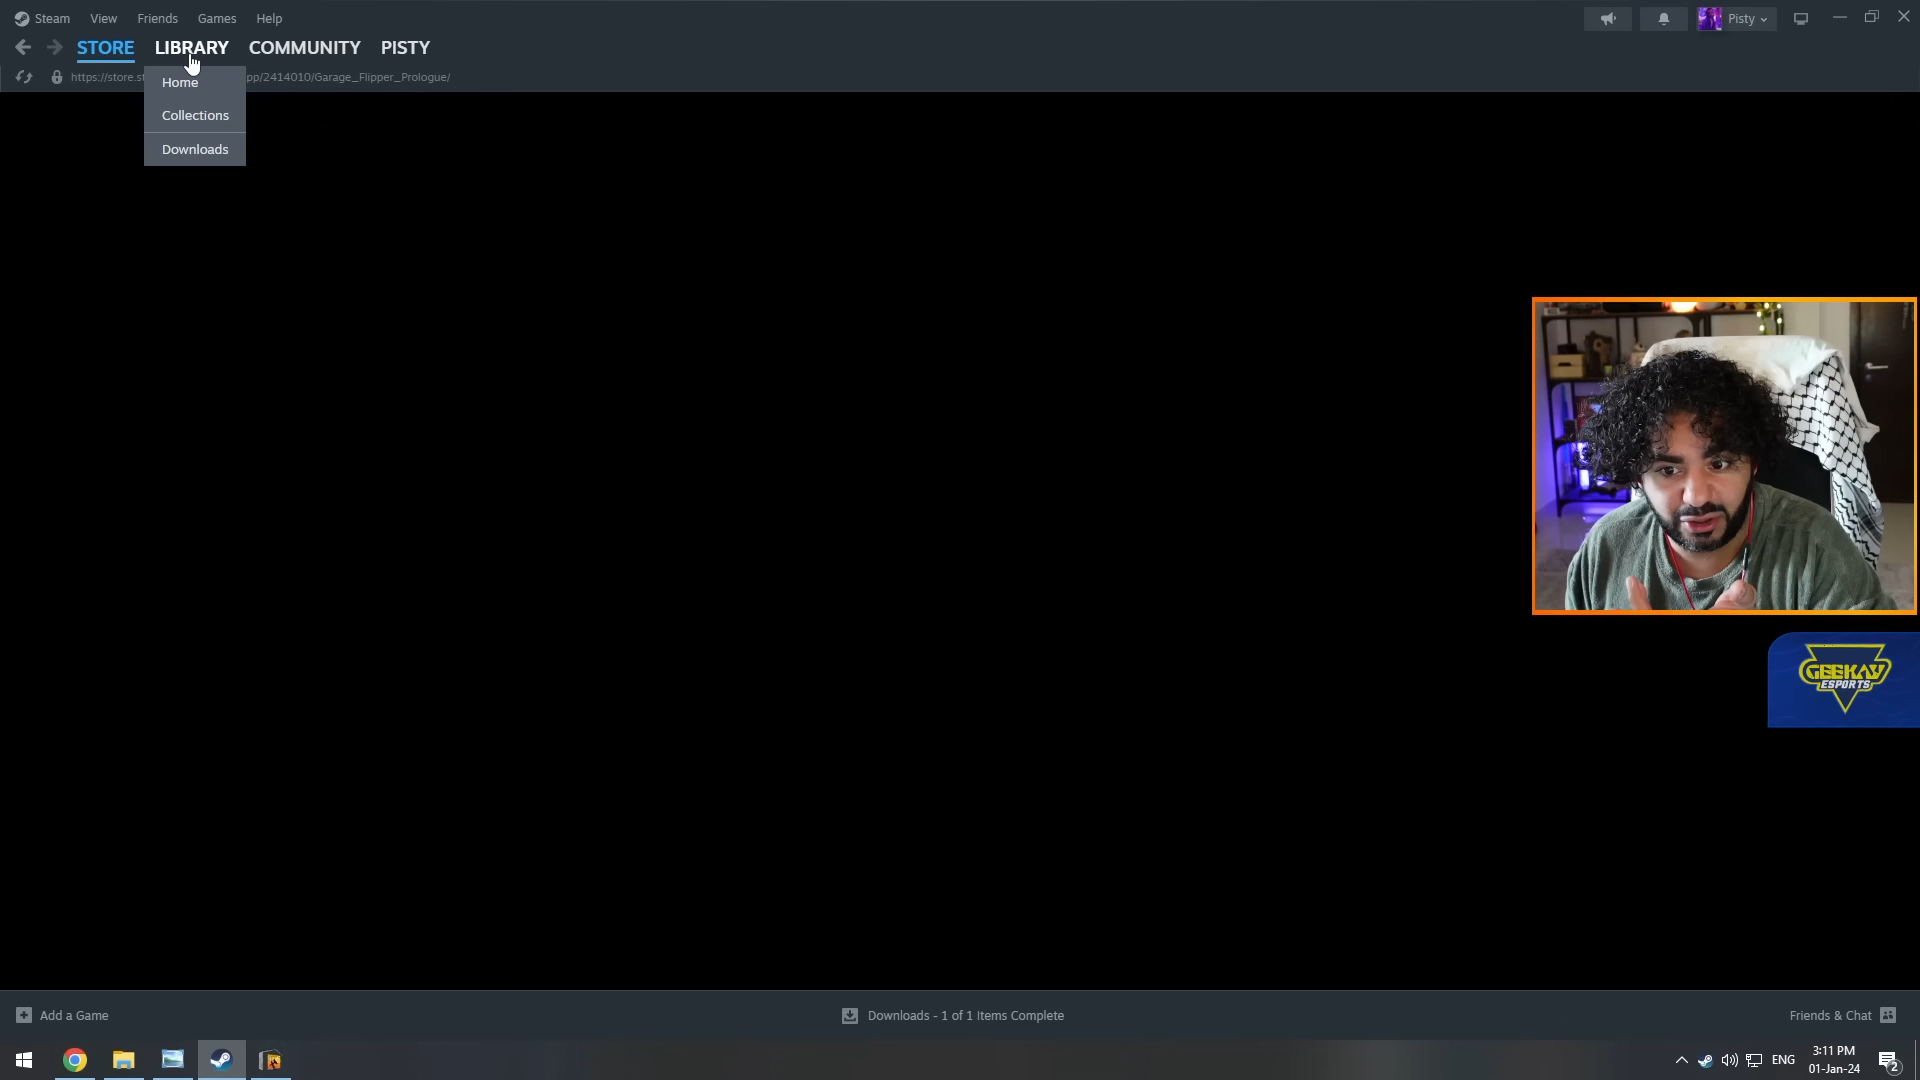 Steam View Friends Games Help
Pisty
STORE LIBRARY COMMUNITY PISTY
https://store.st pp/2414010/Garage_Flipper_Prologue/
Home
Collections
Downloads
GEEKAY
ESPORTS
Add a Game
Downloads - 1 of 1 Items Complete
Friends & Chat
ENG
3:11 PM
01-Jan-24
2